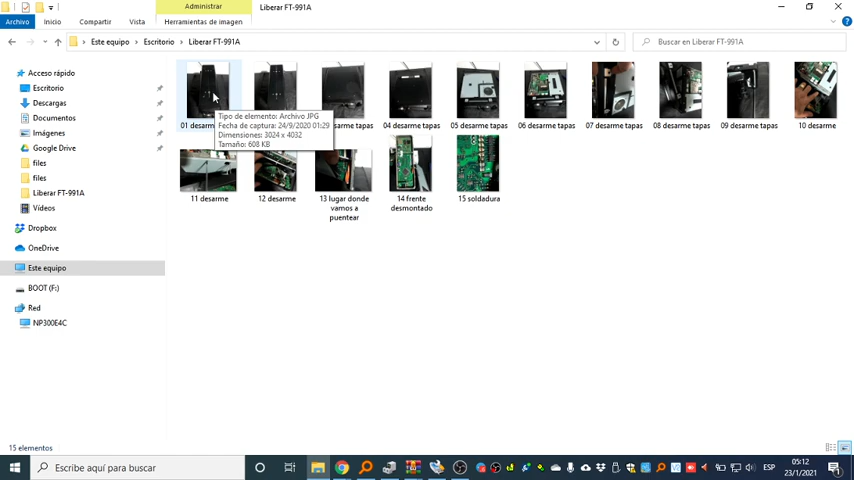 Administrar
Liberar FT-991A
Archivo
Inicio
Compartir
Vista
Herramientas de imagen
Este equipo
Escritorio
Liberar FT-991A
Buscar en Liberar FT-991A
Acceso rápido
Escritorio
Descargas
Documentos
Imágenes
Google Drive
files
files
Liberar FT-991A
Vídeos
Dropbox
OneDrive
Este equipo
BOOT (F:)
Red
NP300E4C
01 desarm
sarme tapas
04 desarme tapas
05 desarme tapas
06 desarme tapas
07 desarme tapas
08 desarme tapas
09 desarme tapas
10 desarme
Tipo de elemento: Archivo JPG
Fecha de captura: 24/9/2020 01:29
Dimensiones: 3024 x 4032
Tamaño: 608 KB
11 desarme
12 desarme
13 lugar donde
vamos a
puentear
14 frente
desmontado
15 soldadura
15 elementos
Escribe aquí para buscar
ESP
05:12
23/1/2021